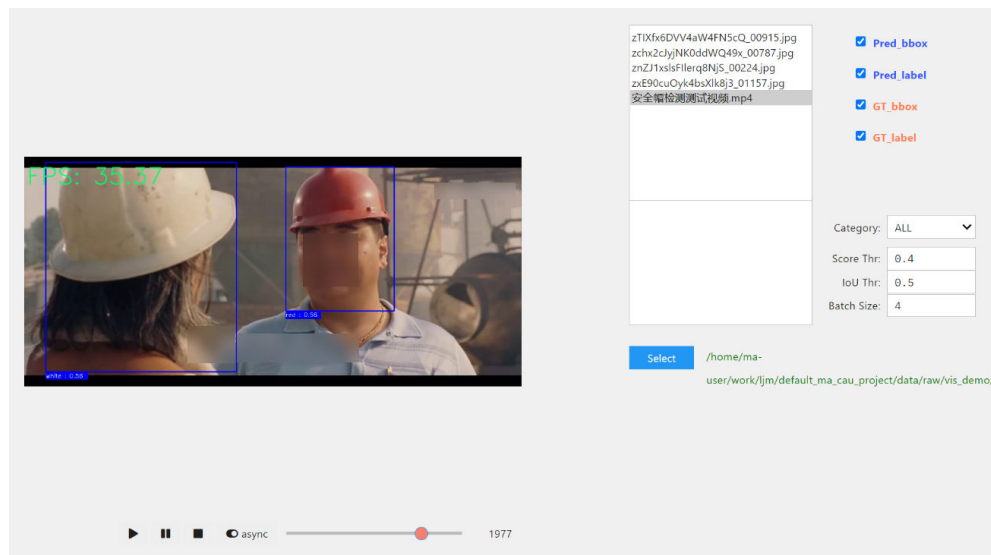 zTlXfx6DVV4aW4FN5cQ_00915.jpg
zchx2cJyjNK0ddWQ49x_00787.jpg
znZJ1xslsFIlerq8NjS_00224.jpg
zxE90cuOyk4bsXlk8j3_01157.jpg
安全帽检测测试视频.mp4
Pred_bbox
Pred_label
GT_bbox
GT_label
FPS: 35.37
red : 0.56
white : 0.56
Category: ALL
Score Thr: 0.4
IoU Thr: 0.5
Batch Size: 4
Select
/home/ma-
user/work/ljm/default_ma_cau_project/data/raw/vis_demo,
async
1977